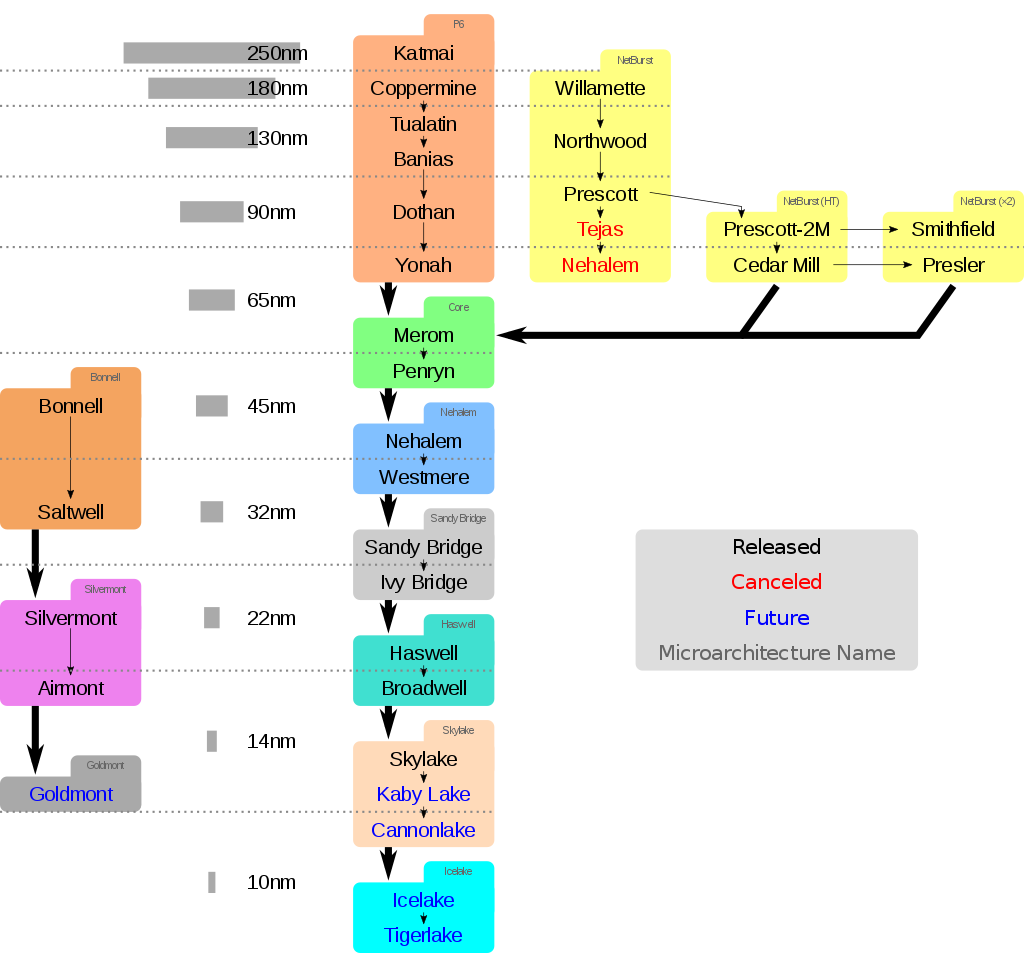 P6
250nm
Katmai
NetBurst
180nm
Coppermine
Willamette
130nm
Tualatin
Northwood
Banias
Prescott
NetBurst (HT)
NetBurst (×2)
90nm
Dothan
Tejas
Prescott-2M
Smithfield
Yonah
Nehalem
Cedar Mill
Presler
65nm
Core
Merom
Penryn
Bonnell
Bonnell
45nm
Nehalem
Nehalem
Westmere
Saltwell
32nm
Sandy Bridge
Sandy Bridge
Ivy Bridge
Released
Canceled
Future
Microarchitecture Name
Silvermont
Silvermont
22nm
Haswell
Haswell
Airmont
Broadwell
14nm
Skylake
Skylake
Goldmont
Goldmont
Kaby Lake
Cannonlake
10nm
Icelake
Icelake
Tigerlake